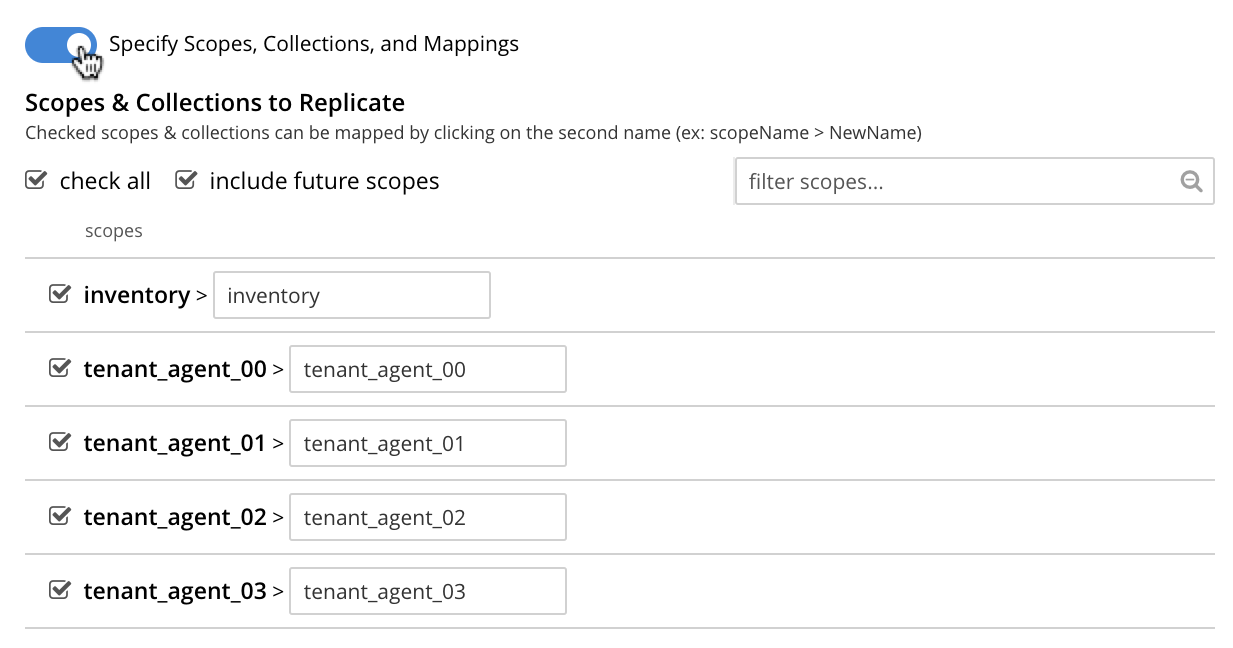 Specify Scopes, Collections, and Mappings
Scopes & Collections to Replicate
Checked scopes & collections can be mapped by clicking on the second name (ex: scopeName > NewName)
check all include future scopes filter scopes...
scopes
inventory > inventory
tenant_agent_00 > tenant_agent_00
tenant_agent_01 > tenant_agent_01
tenant_agent_02 > tenant_agent_02
tenant_agent_03 > tenant_agent_03